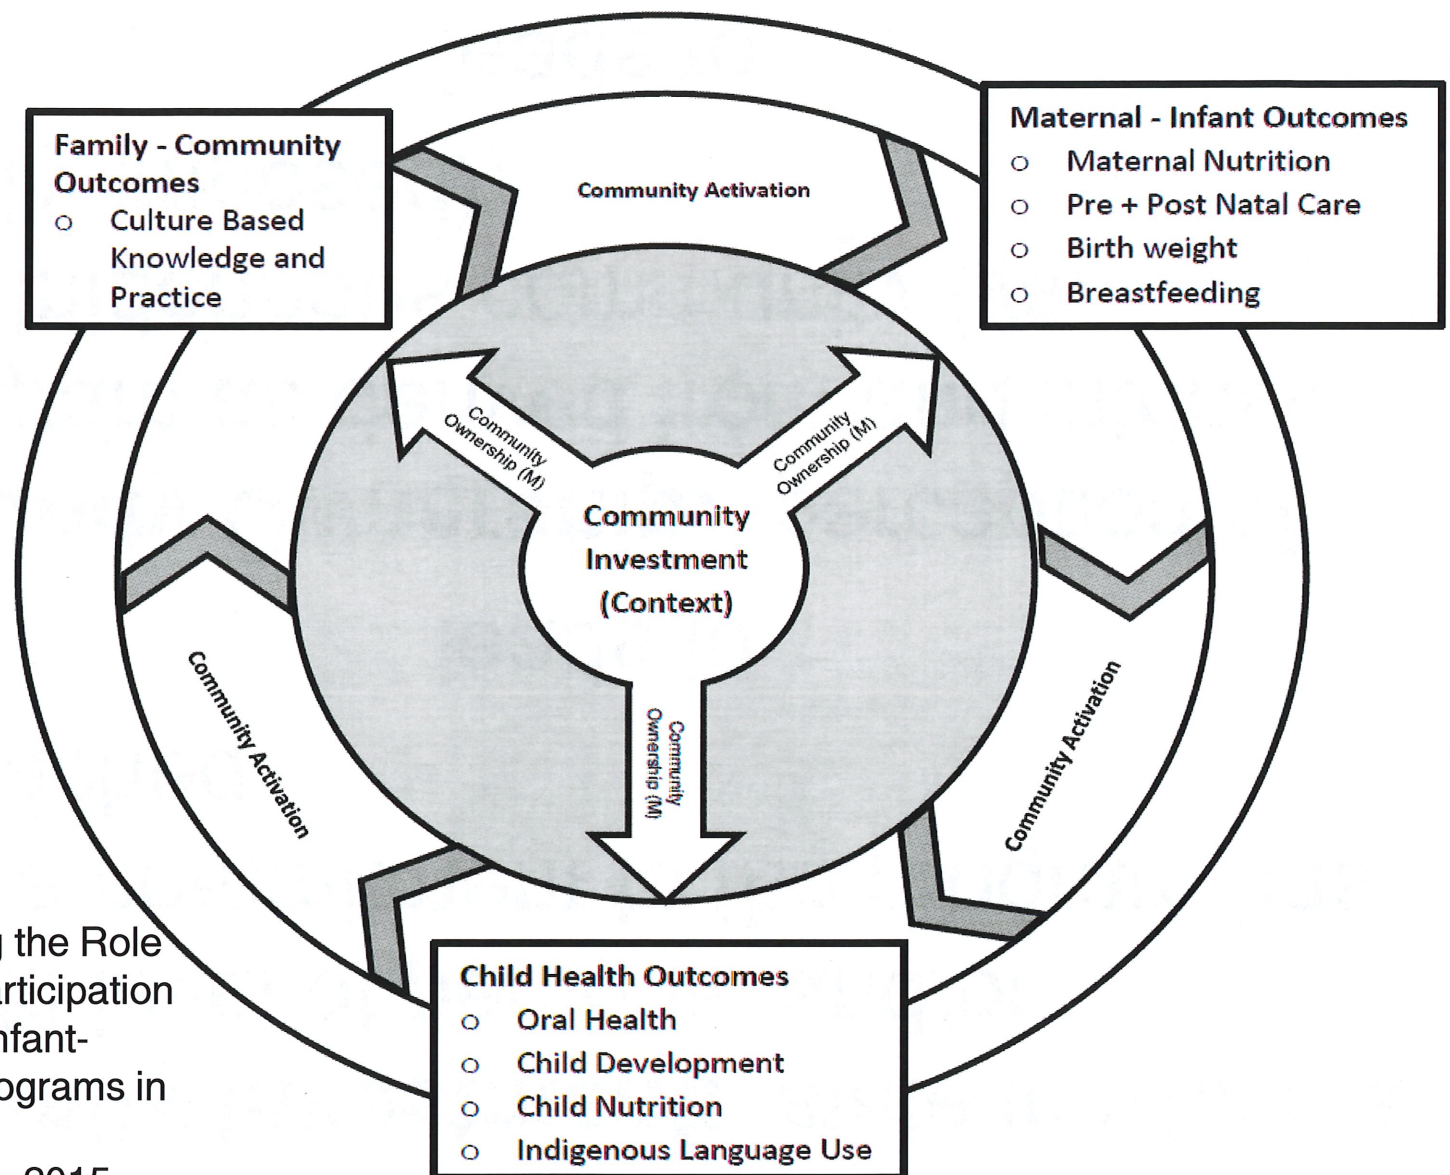 Family - Community
Outcomes
o Culture Based
Knowledge and
Practice
Maternal - Infant Outcomes
o Maternal Nutrition
o Pre + Post Natal Care
o Birth weight
o Breastfeeding
Community Activation
Community
Ownership (M)
Community
Ownership (M)
Community
Investment
(Context)
Community
Ownership (M)
Community Activation
Community Activation
Child Health Outcomes
o Oral Health
o Child Development
o Child Nutrition
o Indigenous Language Use
the Role
nfant-
ograms in
2015